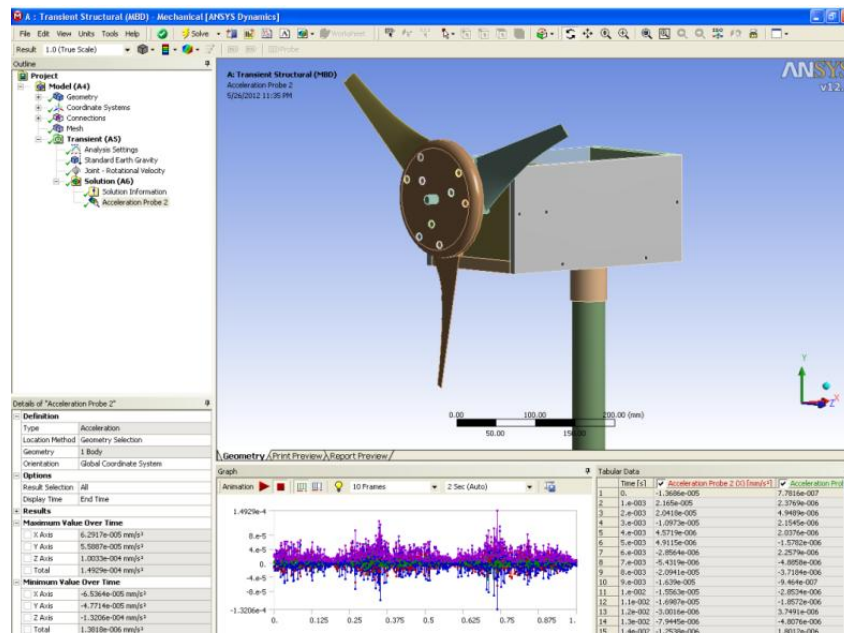 A : Transient Structural (MBD) - Mechanical [ANSYS Dynamics]
File Edit View Units Tools Help Solve Worksheet
Result 1.0 (True Scale) Probe
Outline
Project
Model (A4)
Geometry
Coordinate Systems
Connections
Mesh
Transient (A5)
Analysis Settings
Standard Earth Gravity
Joint - Rotational Velocity
Solution (A6)
Solution Information
Acceleration Probe 2
A: Transient Structural (MBD)
Acceleration Probe 2
5/26/2012 11:35 PM
ANSYS
v12.
Y
X
Z
0.00 100.00 200.00 (mm)
50.00 150.00
Geometry Print Preview Report Preview
Details of "Acceleration Probe 2"
Definition
Type Acceleration
Location Method Geometry Selection
Geometry 1 Body
Orientation Global Coordinate System
Options
Result Selection All
Display Time End Time
Results
Maximum Value Over Time
X Axis 6.2917e-005 mm/s²
Y Axis 5.5887e-005 mm/s²
Z Axis 1.0033e-004 mm/s²
Total 1.4929e-004 mm/s²
Minimum Value Over Time
X Axis -6.5364e-005 mm/s²
Y Axis -4.7714e-005 mm/s²
Z Axis -1.3206e-004 mm/s²
Total 1.3818e-006 mm/s²
Graph
Animation 10 Frames 2 Sec (Auto)
1.4929e-4
8.e-5
4.e-5
0.
-4.e-5
-8.e-5
-1.3206e-4
0. 0.125 0.25 0.375 0.5 0.625 0.75 0.875 1.
Tabular Data
Time [s] Acceleration Probe 2 (X) [mm/s²] Acceleration Prob
1 0. -1.3686e-005 7.7816e-007
2 1.e-003 2.165e-005 2.3769e-006
3 2.e-003 2.0418e-005 4.9489e-006
4 3.e-003 -1.0973e-005 2.1545e-006
5 4.e-003 4.5719e-006 2.0376e-006
6 5.e-003 4.9115e-006 -1.5782e-006
7 6.e-003 -2.8564e-006 2.2579e-006
8 7.e-003 -5.4319e-006 -4.8858e-006
9 8.e-003 -2.0941e-005 -3.7184e-006
10 9.e-003 -1.639e-005 -9.464e-007
11 1.e-002 -1.5563e-005 -2.8534e-006
12 1.1e-002 -1.6987e-005 -1.8572e-006
13 1.2e-002 -3.0016e-006 3.7491e-006
14 1.3e-002 -7.9445e-006 -4.8076e-006
15 1.4e-002 -1.2538e-006 1.8012e-006